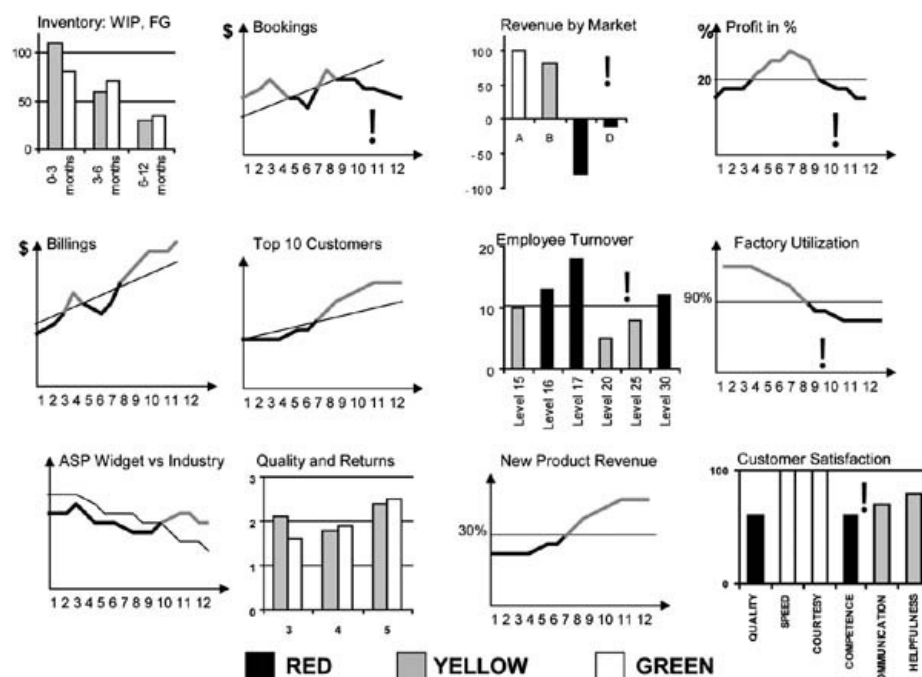 Inventory: WIP, FG
100
50
0
0-3 months
3-6 months
6-12 months
$ Bookings
!
1 2 3 4 5 6 7 8 9 10 11 12
Revenue by Market
100
50
0
-50
-100
A B D
!
% Profit in %
20
!
1 2 3 4 5 6 7 8 9 10 11 12
$ Billings
1 2 3 4 5 6 7 8 9 10 11 12
Top 10 Customers
1 2 3 4 5 6 7 8 9 10 11 12
Employee Turnover
20
10
0
!
Level 15
Level 16
Level 17
Level 20
Level 25
Level 30
Factory Utilization
90%
!
1 2 3 4 5 6 7 8 9 10 11 12
ASP Widget vs Industry
1 2 3 4 5 6 7 8 9 10 11 12
Quality and Returns
3
2
1
0
3 4 5
New Product Revenue
30%
1 2 3 4 5 6 7 8 9 10 11 12
Customer Satisfaction
100
50
0
!
QUALITY
SPEED
COURTESY
COMPETENCE
OMMUNICATION
HELPFULNESS
RED YELLOW GREEN